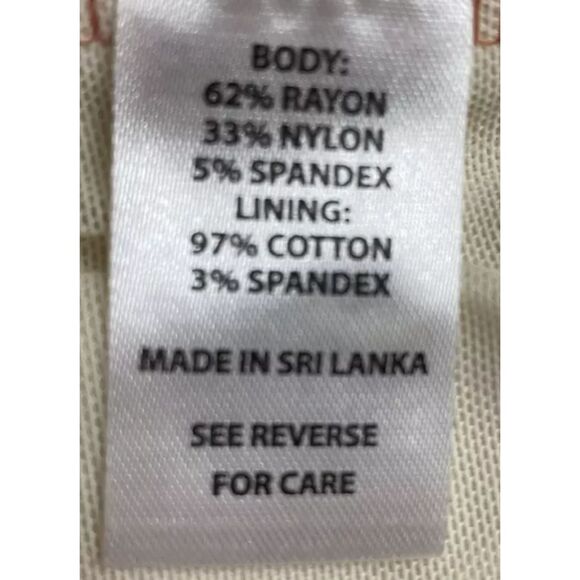 BODY:
62% RAYON
33% NYLON
5% SPANDEX
LINING:
97% COTTON
3% SPANDEX
MADE IN SRI LANKA
SEE REVERSE
FOR CARE